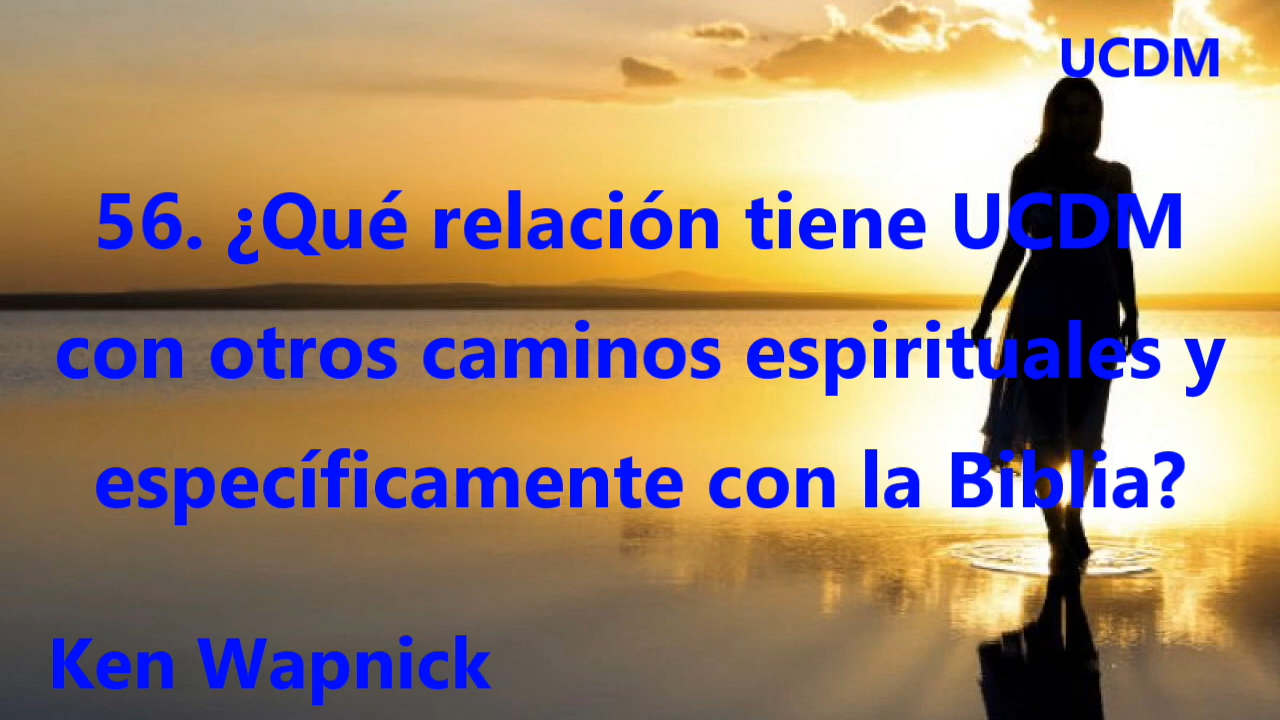 UCDM
56. ¿Qué relación tiene UCDM
con otros caminos espirituales y
específicamente con la Biblia?
Ken Wapnick